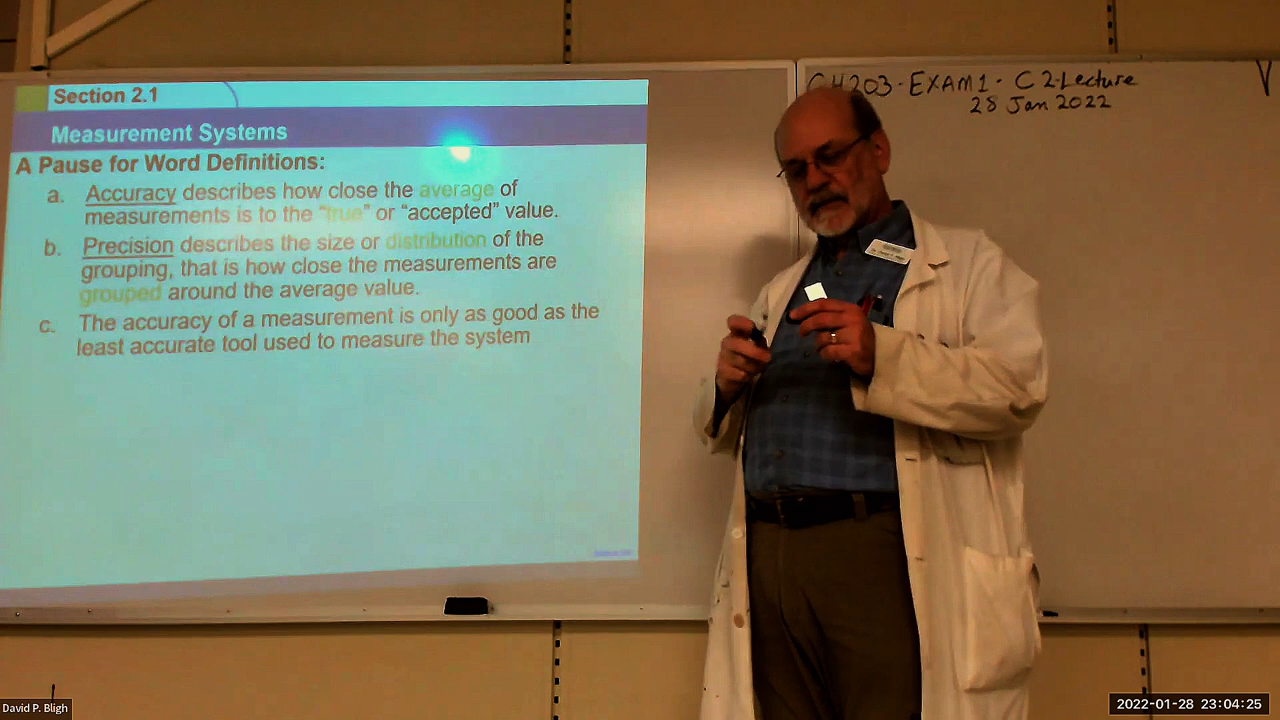 Section 2.1
Measurement Systems
A Pause for Word Definitions:
a. Accuracy describes how close the average of
measurements is to the "true" or "accepted" value.
b. Precision describes the size or distribution of the
grouping, that is how close the measurements are
grouped around the average value.
c. The accuracy of a measurement is only as good as the
least accurate tool used to measure the system
CH203-EXAM1-C2-Lecture
28 Jan 2022
David P. Bligh
2022-01-28 23:04:25